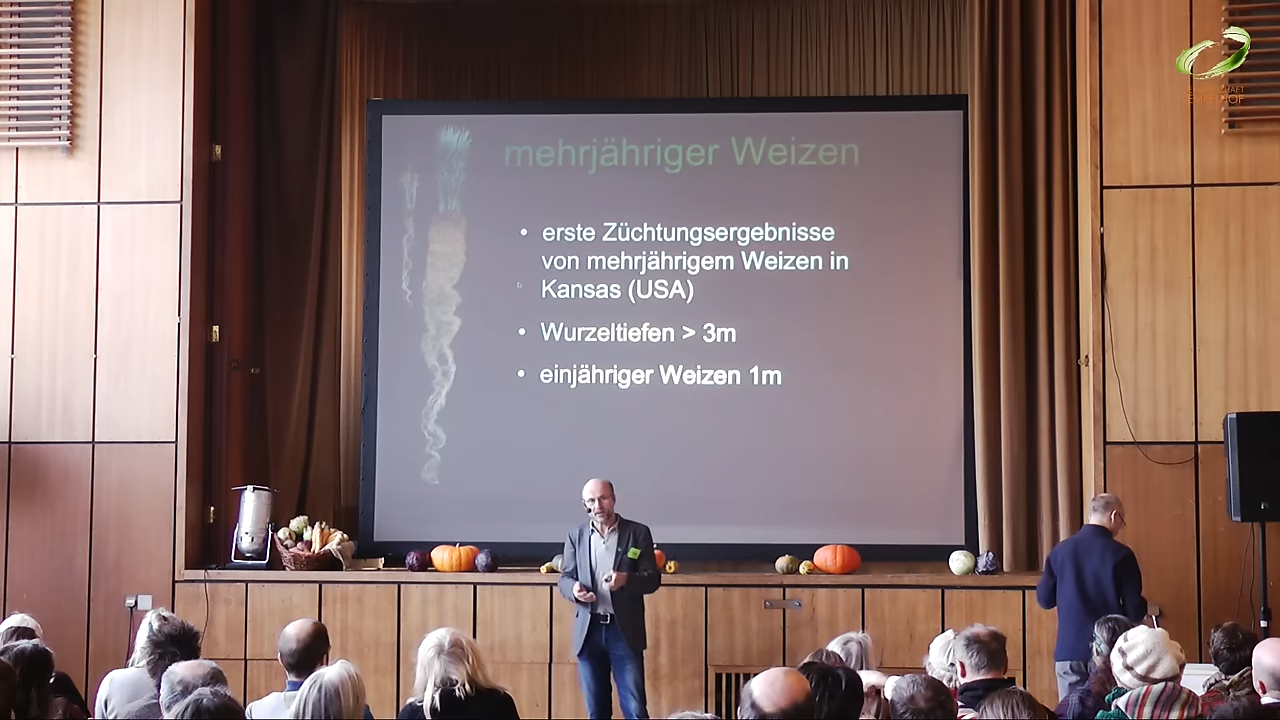 mehrjähriger Weizen
• erste Züchtungsergebnisse
von mehrjährigem Weizen in
Kansas (USA)
• Wurzeltiefen > 3m
• einjähriger Weizen 1m